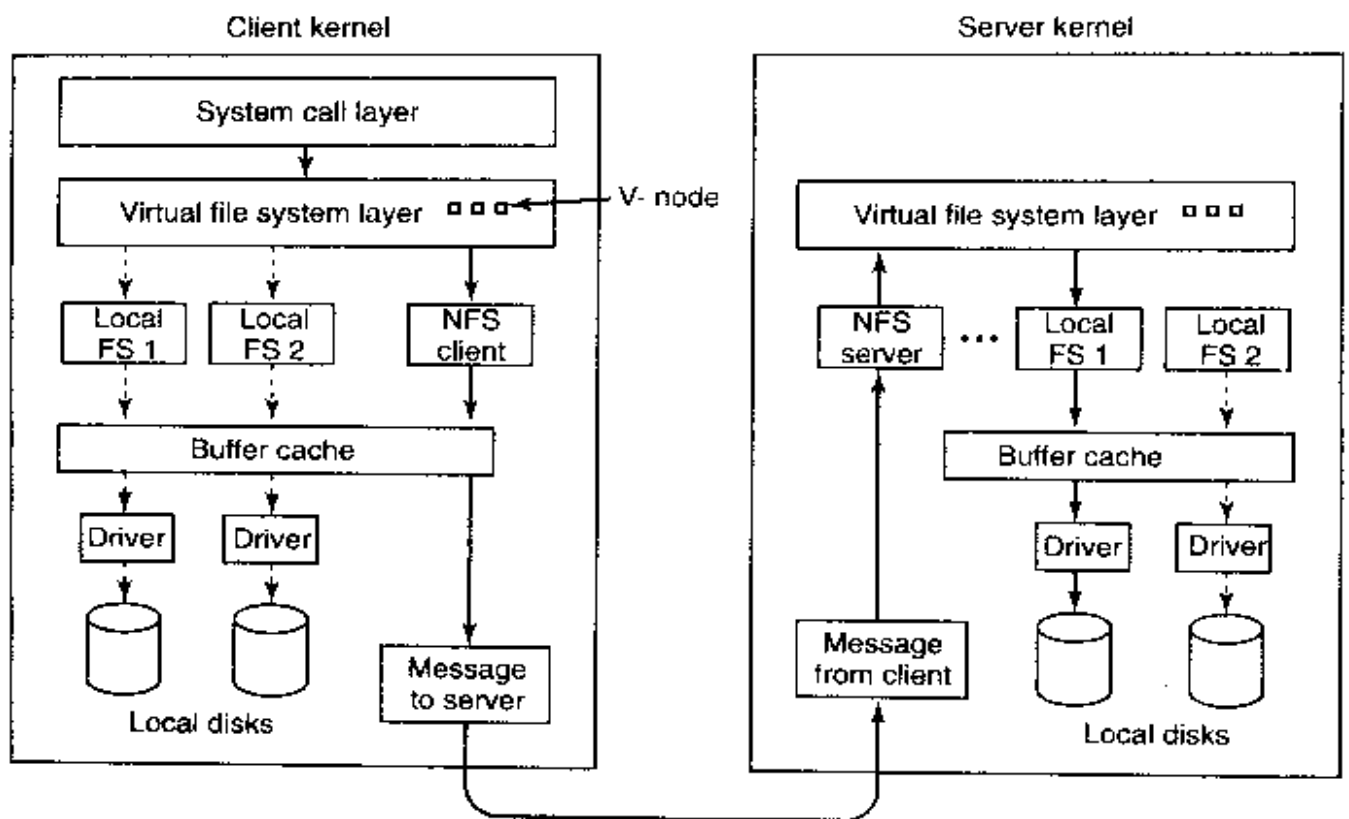 Client kernel
System call layer
Virtual file system layer
V- node
Local
FS 1
Local
FS 2
NFS
client
Buffer cache
Driver
Driver
Local disks
Message
to server
Server kernel
Virtual file system layer
NFS
server
...
Local
FS 1
Local
FS 2
Buffer cache
Driver
Driver
Message
from client
Local disks